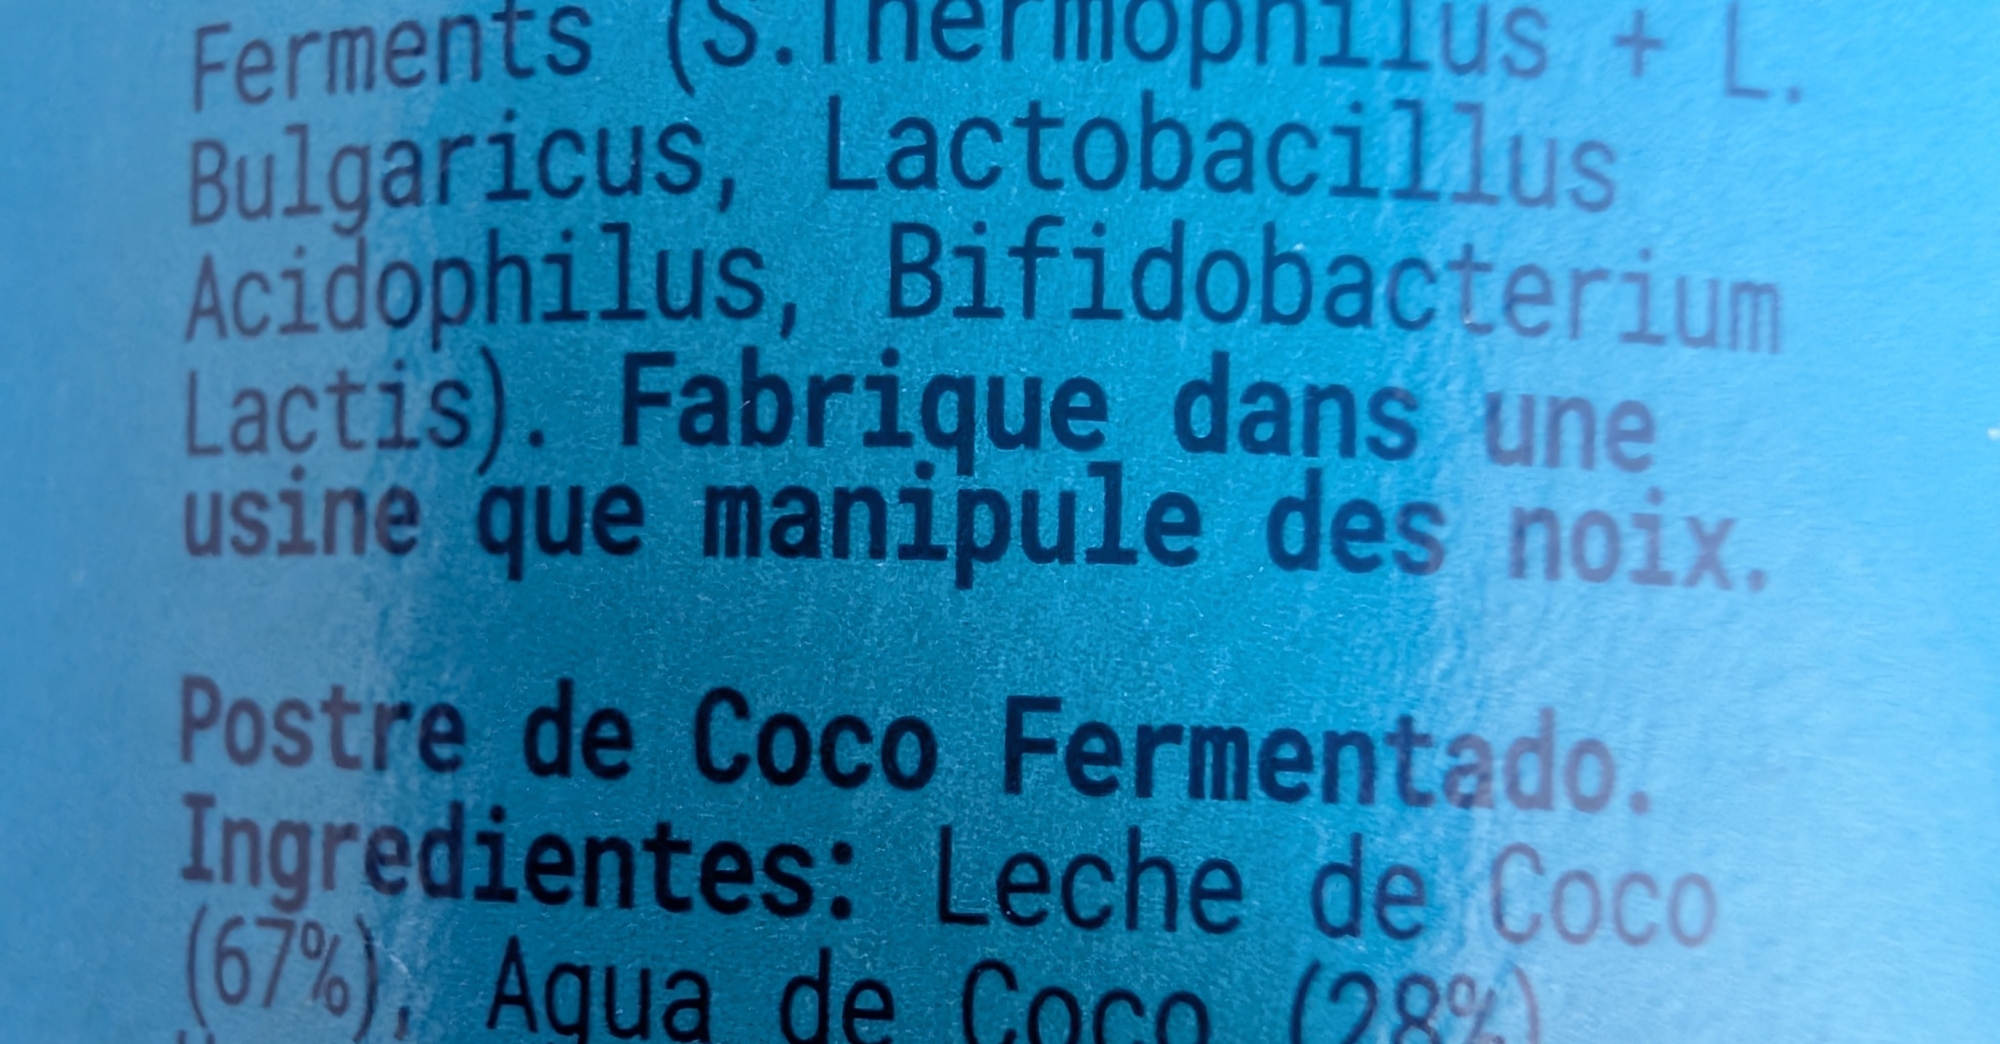 Ferments (S.Thermophilus + L.
Bulgaricus, Lactobacillus
Acidophilus, Bifidobacterium
Lactis). Fabrique dans une
usine que manipule des noix.
Postre de Coco Fermentado.
Ingredientes: Leche de Coco
(67%), Agua de Coco (28%)